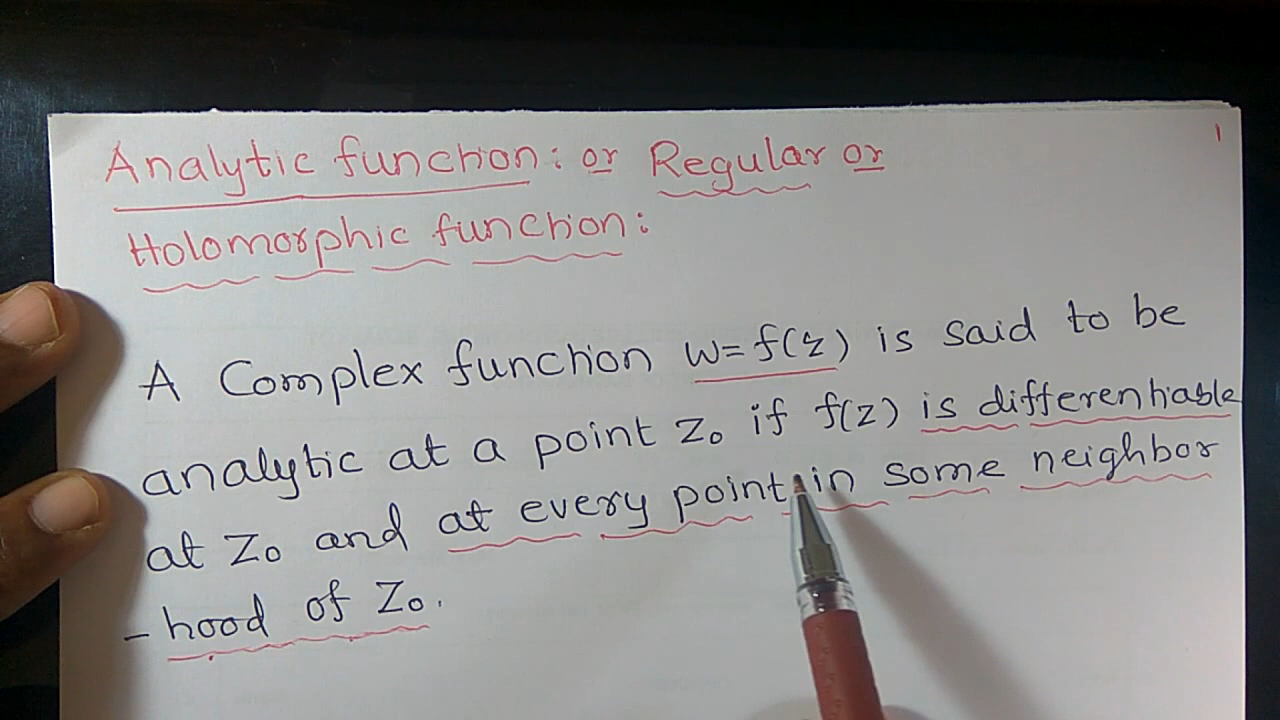 1
Analytic function: or Regular or
Holomorphic function:
A Complex function w=f(z) is said to be
analytic at a point z₀ if f(z) is differentiable
at z₀ and at every point in some neighbor
-hood of z₀.